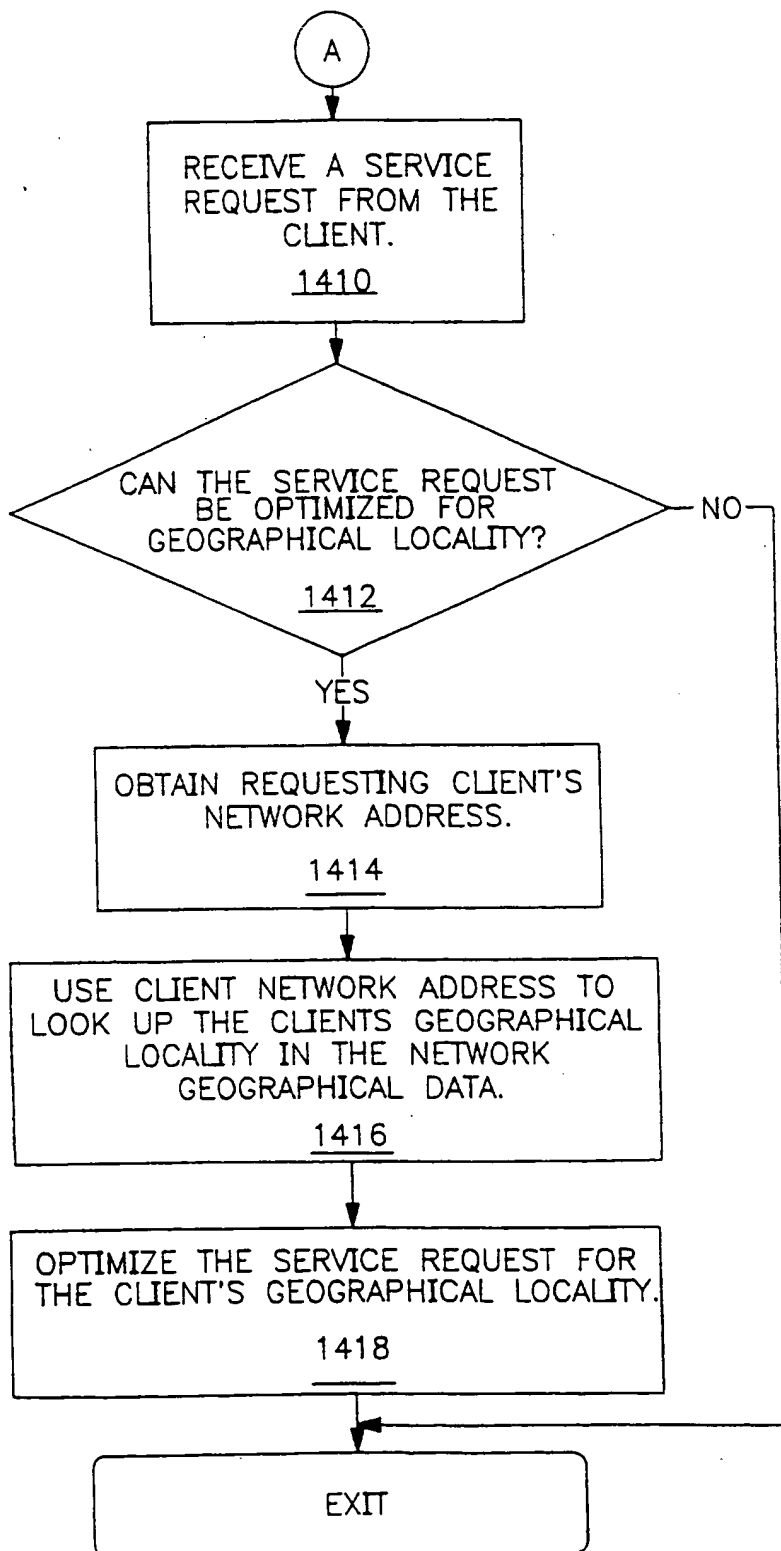 A
RECEIVE A SERVICE
REQUEST FROM THE
CLIENT.
1410
CAN THE SERVICE REQUEST
BE OPTIMIZED FOR
GEOGRAPHICAL LOCALITY?
1412
NO
YES
OBTAIN REQUESTING CLIENT'S
NETWORK ADDRESS.
1414
USE CLIENT NETWORK ADDRESS TO
LOOK UP THE CLIENTS GEOGRAPHICAL
LOCALITY IN THE NETWORK
GEOGRAPHICAL DATA.
1416
OPTIMIZE THE SERVICE REQUEST FOR
THE CLIENT'S GEOGRAPHICAL LOCALITY.
1418
EXIT